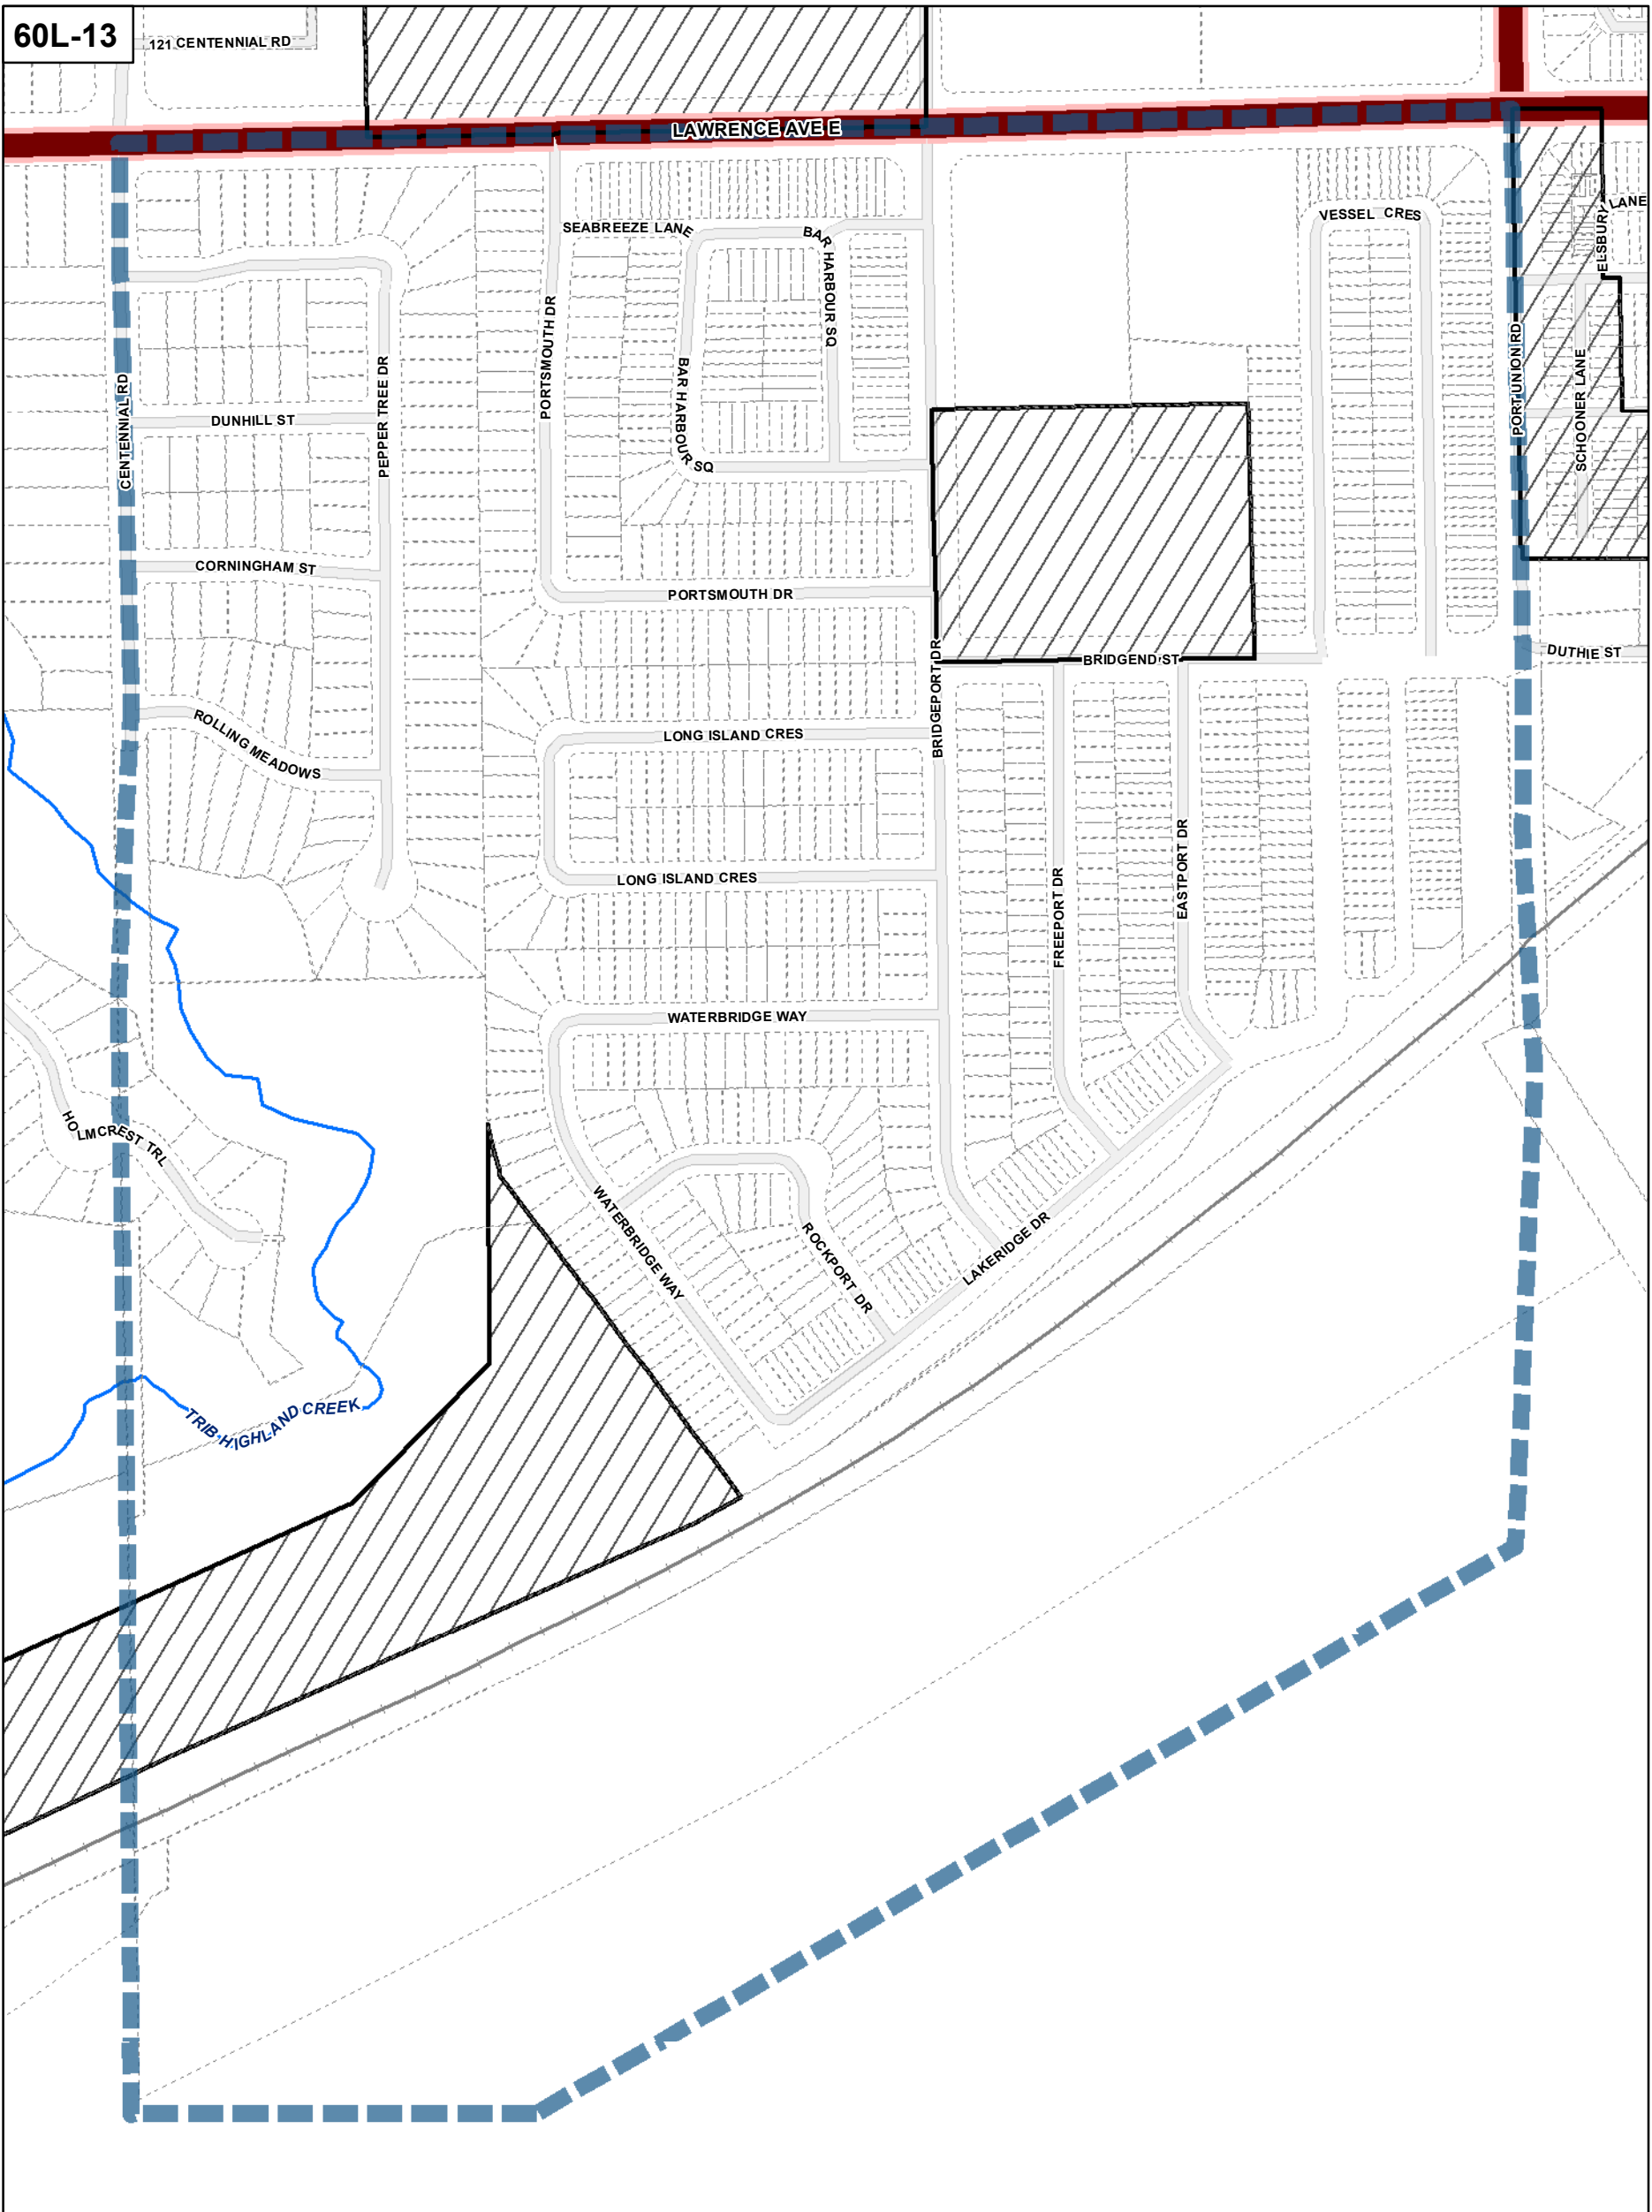 60L-13
121 CENTENNIAL RD
LAWRENCE AVE E
LANE
ELSBURY
VESSEL CRES
SEABREEZE LANE
BAR HARBOUR SQ
PORTSMOUTH DR
BAR HARBOUR SQ
PORT UNION RD
SCHOONER LANE
CENTENNIAL RD
PEPPER TREE DR
DUNHILL ST
CORNINGHAM ST
PORTSMOUTH DR
BRIDGEPORT DR
BRIDGEND ST
DUTHIE ST
ROLLING MEADOWS
LONG ISLAND CRES
LONG ISLAND CRES
FREEPORT DR
EASTPORT DR
WATERBRIDGE WAY
HOLMCREST TRL
WATERBRIDGE WAY
ROCKPORT DR
LAKERIDGE DR
TRIB HIGHLAND CREEK